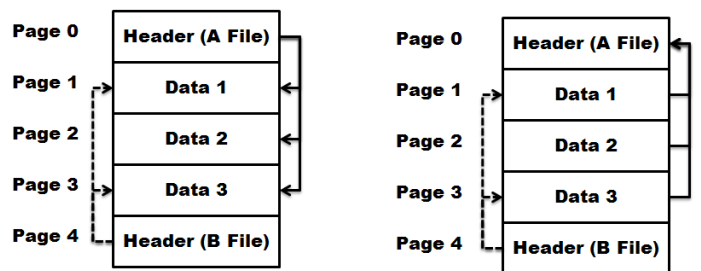 Page 0
Header (A File)
Page 1
Data 1
Page 2
Data 2
Page 3
Data 3
Page 4
Header (B File)
Page 0
Header (A File)
Page 1
Data 1
Page 2
Data 2
Page 3
Data 3
Page 4
Header (B File)